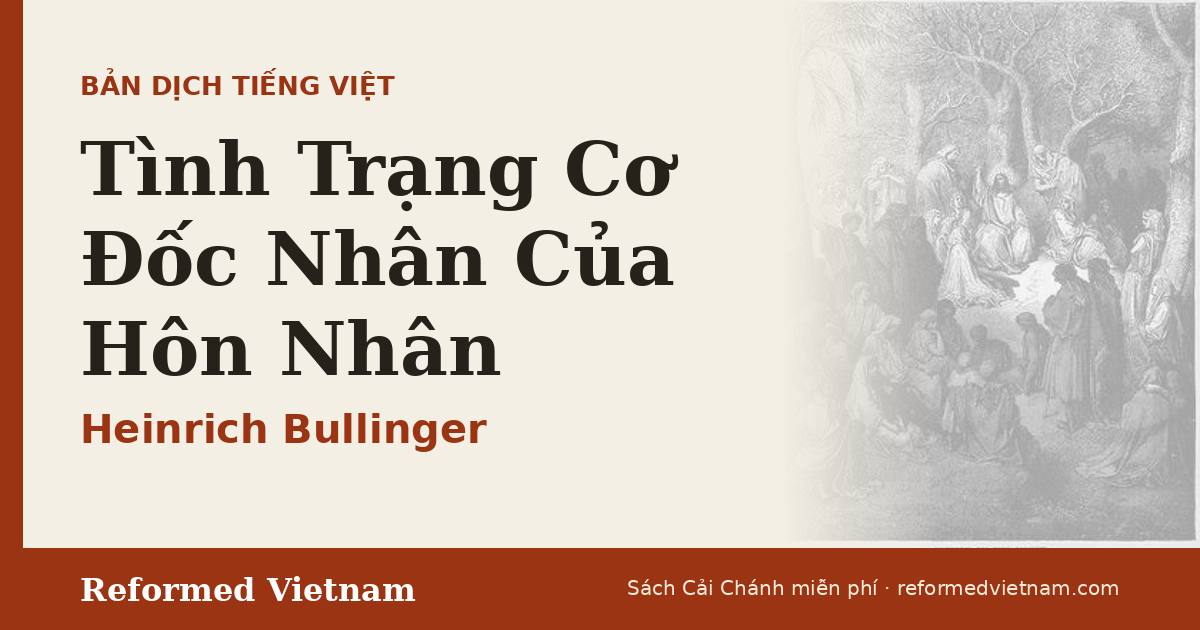 BẢN DỊCH TIẾNG VIỆT
Tình Trạng Cơ
Đốc Nhân Của
Hôn Nhân
Heinrich Bullinger
Reformed Vietnam
Sách Cải Chánh miễn phí · reformedvietnam.com